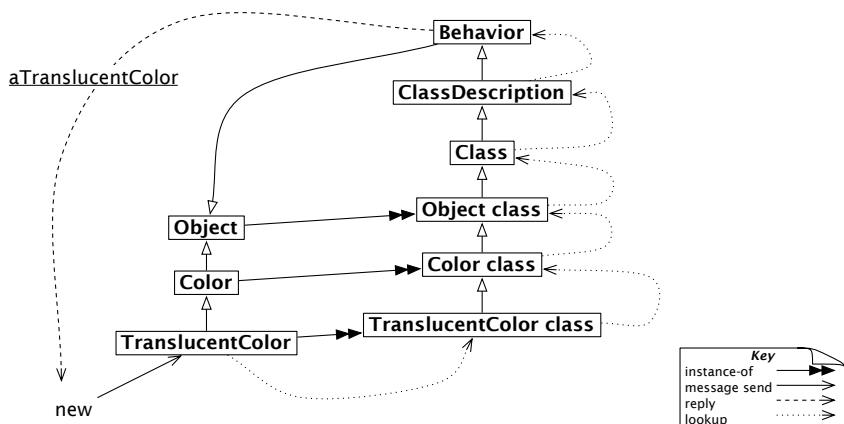 Behavior
aTranslucentColor
ClassDescription
Class
Object class
Object
Color class
Color
TranslucentColor class
TranslucentColor
new
Key
instance-of
message send
reply
lookup